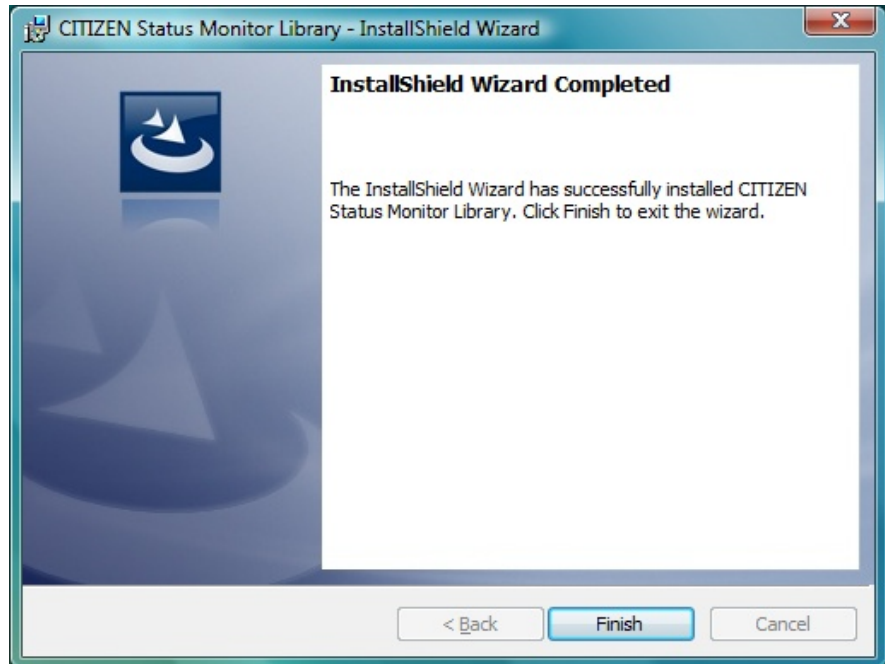 CITIZEN Status Monitor Library - InstallShield Wizard
X
InstallShield Wizard Completed
The InstallShield Wizard has successfully installed CITIZEN
Status Monitor Library. Click Finish to exit the wizard.
< Back
Finish
Cancel